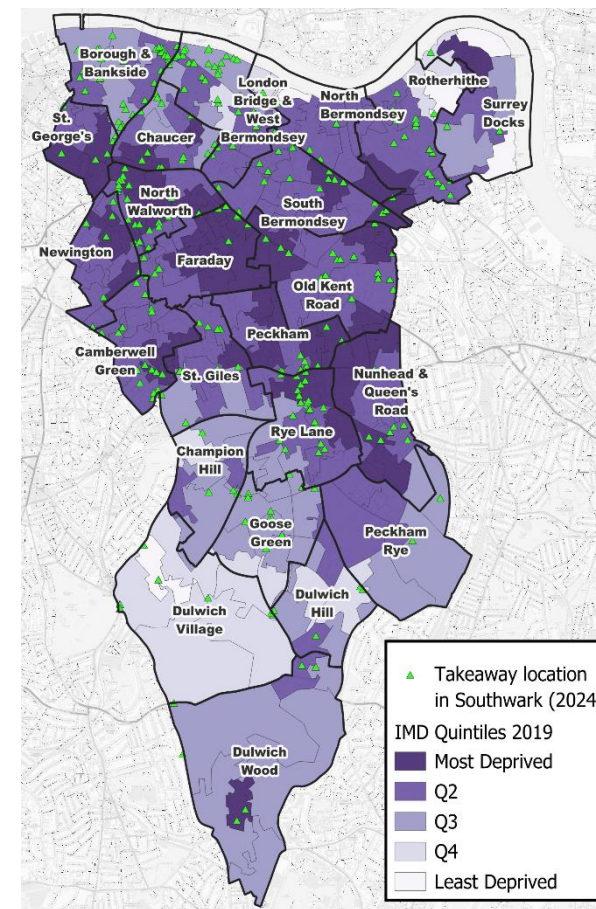 Borough &
Bankside
London
Bridge &
West
Bermondsey
North
Bermondsey
Rotherhithe
Surrey
Docks
St.
George's
Chaucer
North
Walworth
South
Bermondsey
Newington
Faraday
Old Kent
Road
Peckham
Camberwell
Green
St. Giles
Nunhead &
Queen's
Road
Rye Lane
Champion
Hill
Goose
Green
Peckham
Rye
Dulwich
Village
Dulwich
Hill
Dulwich
Wood
Takeaway location
in Southwark (2024
IMD Quintiles 2019
Most Deprived
Q2
Q3
Q4
Least Deprived